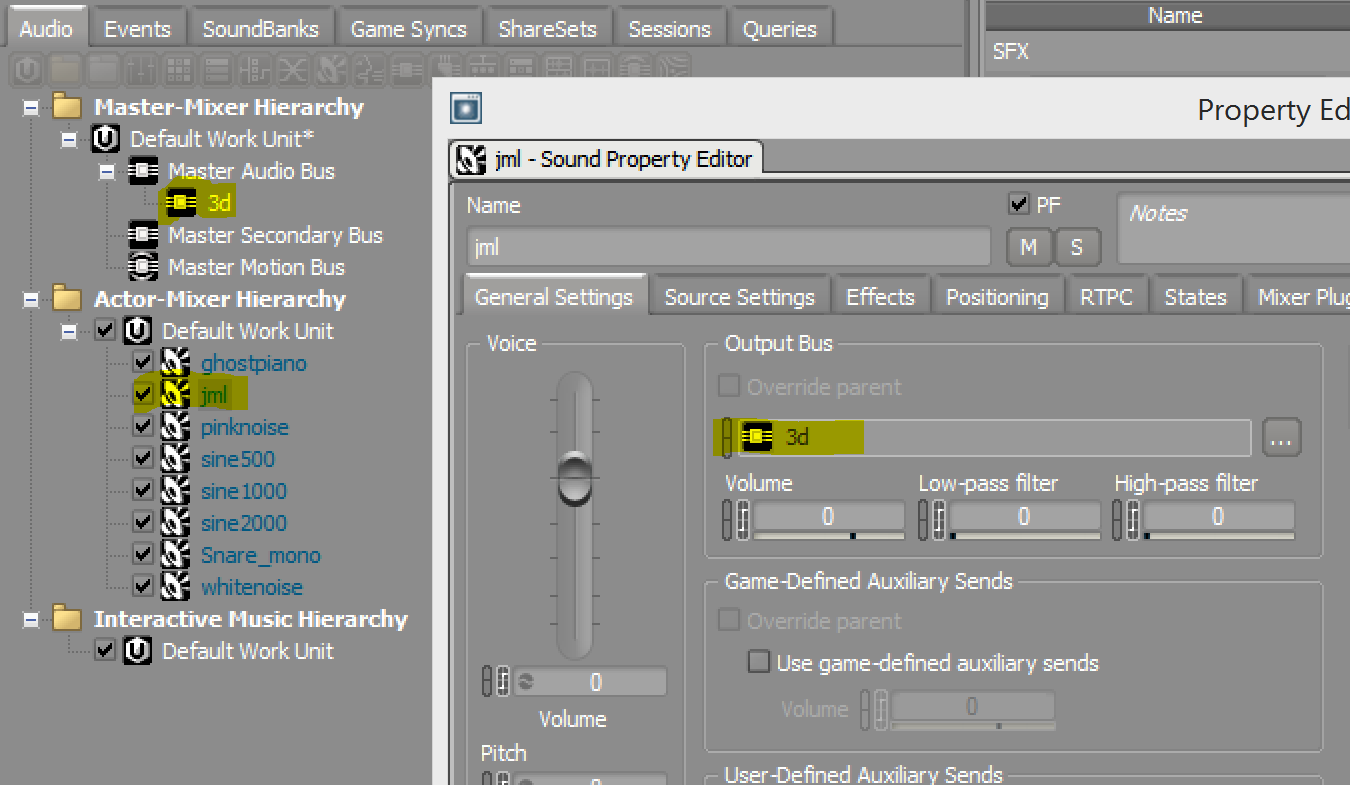 Audio Events SoundBanks Game Syncs ShareSets Sessions Queries
Name
SFX
Master-Mixer Hierarchy
Default Work Unit*
Master Audio Bus
3d
Master Secondary Bus
Master Motion Bus
Actor-Mixer Hierarchy
Default Work Unit
ghostpiano
jml
pinknoise
sine500
sine1000
sine2000
Snare_mono
whitenoise
Interactive Music Hierarchy
Default Work Unit
Property Ed
jml - Sound Property Editor
Name
PF
Notes
jml
M S
General Settings Source Settings Effects Positioning RTPC States Mixer Plug
Voice
Output Bus
Override parent
3d
...
Volume Low-pass filter High-pass filter
0 0 0
Game-Defined Auxiliary Sends
Override parent
Use game-defined auxiliary sends
Volume 0
0
Volume
Pitch
0
User-Defined Auxiliary Sends